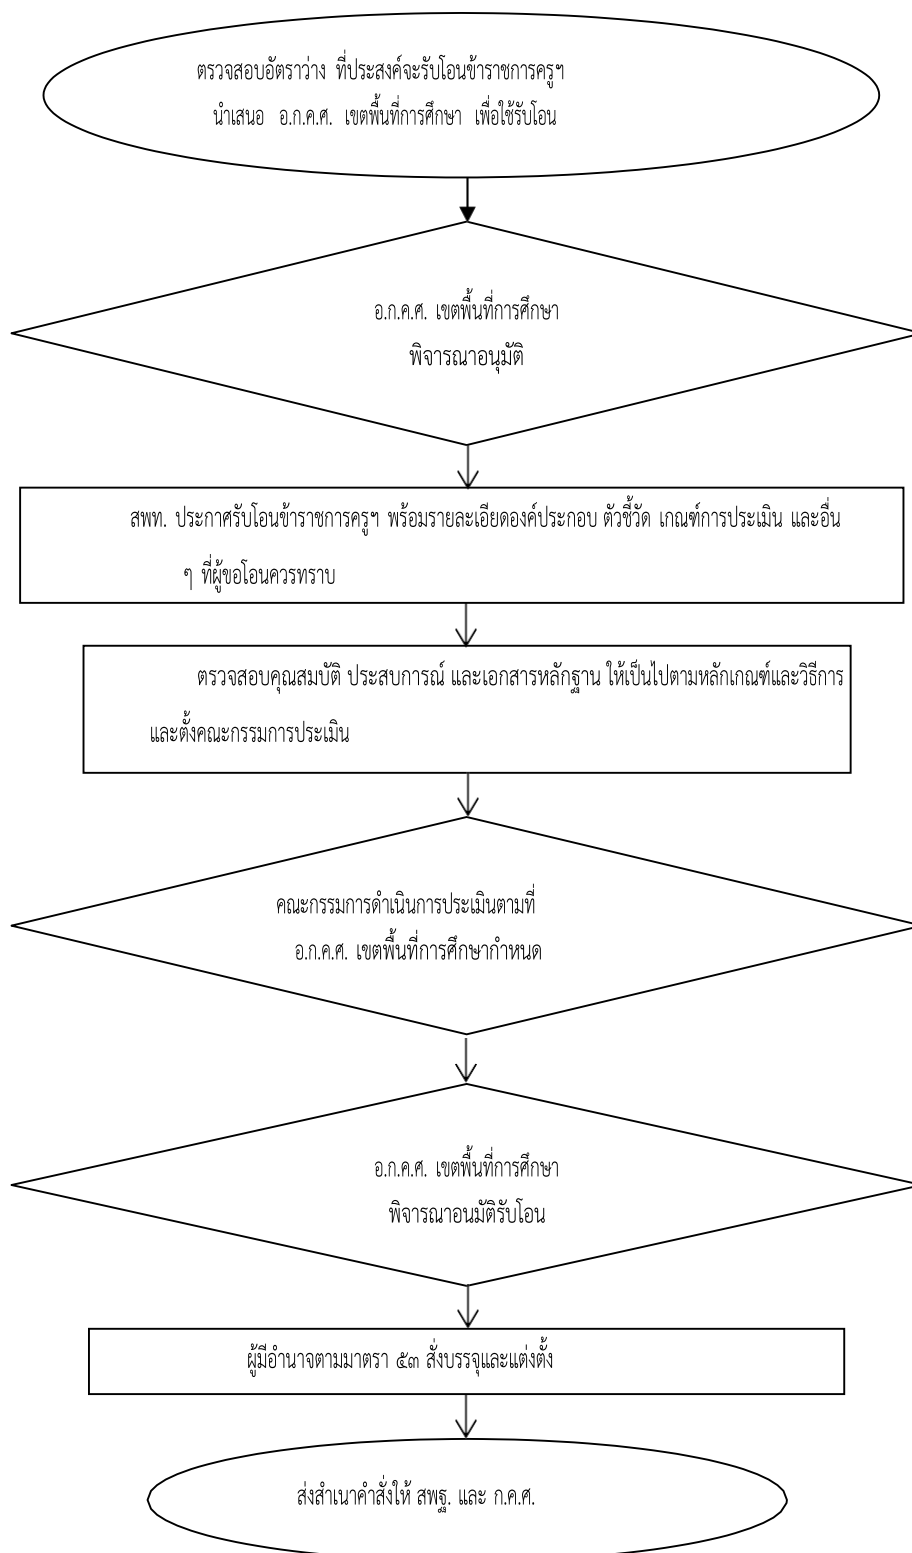 ตรวจสอบอัตราว่าง ที่ประสงค์จะรับโอนข้าราชการครูฯ
นำเสนอ อ.ก.ค.ศ. เขตพื้นที่การศึกษา เพื่อใช้รับโอน
อ.ก.ค.ศ. เขตพื้นที่การศึกษา
พิจารณาอนุมัติ
สพท. ประกาศรับโอนข้าราชการครูฯ พร้อมรายละเอียดองค์ประกอบ ตัวชี้วัด เกณฑ์การประเมิน และอื่น
ๆ ที่ผู้ขอโอนควรทราบ
ตรวจสอบคุณสมบัติ ประสบการณ์ และเอกสารหลักฐาน ให้เป็นไปตามหลักเกณฑ์และวิธีการ
และตั้งคณะกรรมการประเมิน
คณะกรรมการดำเนินการประเมินตามที่
อ.ก.ค.ศ. เขตพื้นที่การศึกษากำหนด
อ.ก.ค.ศ. เขตพื้นที่การศึกษา
พิจารณาอนมัติรับโอน
ผู้มีอำนาจตามมาตรา ๕๓ สั่งบรรจุและแต่งตั้ง
ส่งสำเนาคำสั่งให้ สพฐ. และ ก.ค.ศ.